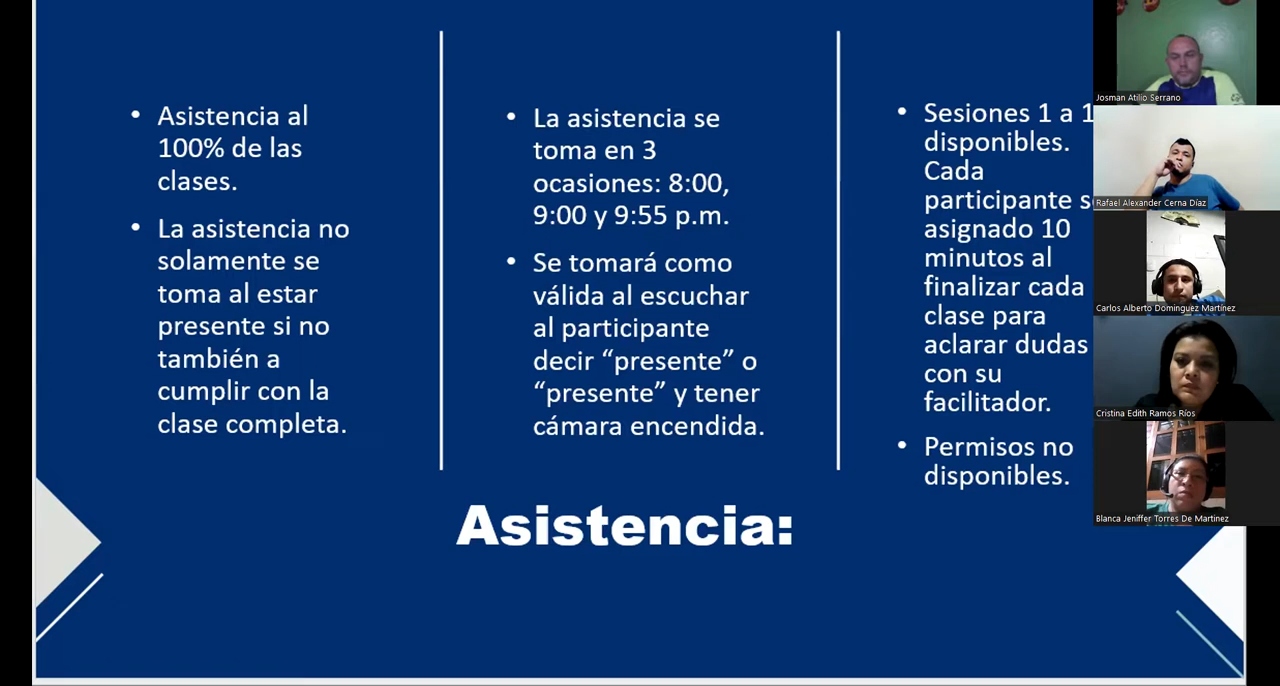 • Asistencia al
100% de las
clases.
• La asistencia no
solamente se
toma al estar
presente si no
también a
cumplir con la
clase completa.
• La asistencia se
toma en 3
ocasiones: 8:00,
9:00 y 9:55 p.m.
• Se tomará como
válida al escuchar
al participante
decir “presente” o
“presente” y tener
cámara encendida.
• Sesiones 1 a 1
disponibles.
Cada
participante
asignado 10
minutos al
finalizar cada
clase para
aclarar dudas
con su
facilitador.
• Permisos no
disponibles.
Asistencia:
Josman Atilio Serrano
Rafael Alexander Cerna Díaz
Carlos Alberto Dominguez Martínez
Cristina Edith Ramos Ríos
Blanca Jeniffer Torres De Martinez